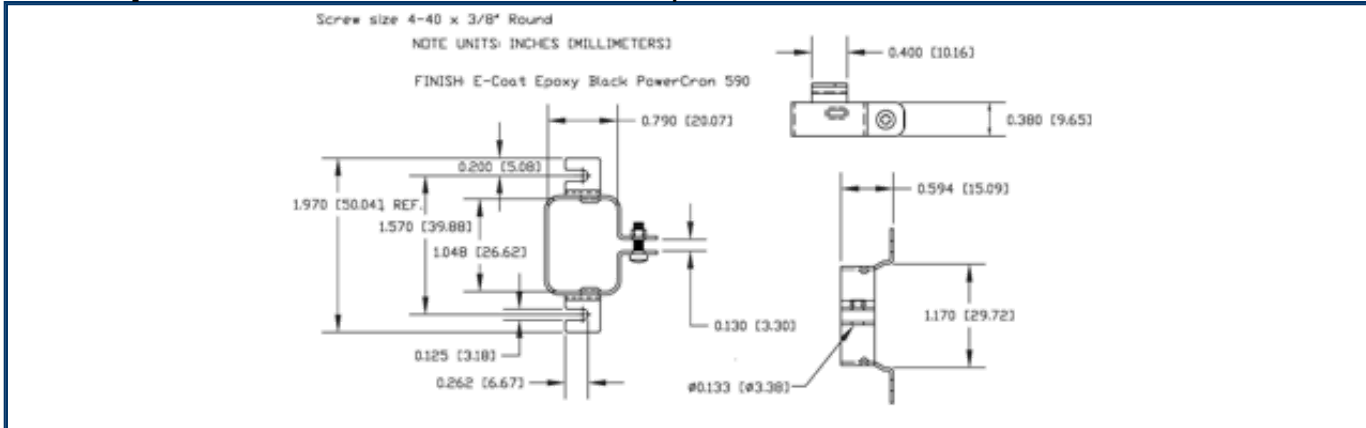 Screw size 4-40 x 3/8" Round
NOTE UNITS: INCHES [MILLIMETERS]
FINISH: E-Coat Epoxy Black PowerCron 590
0.400 [10.16]
0.380 [9.65]
0.790 [20.07]
0.200 [5.08]
1.970 [50.04] REF.
1.570 [39.88]
1.048 [26.62]
0.130 [3.30]
0.125 [3.18]
0.262 [6.67]
0.594 [15.09]
1.170 [29.72]
ø0.133 [ø3.38]